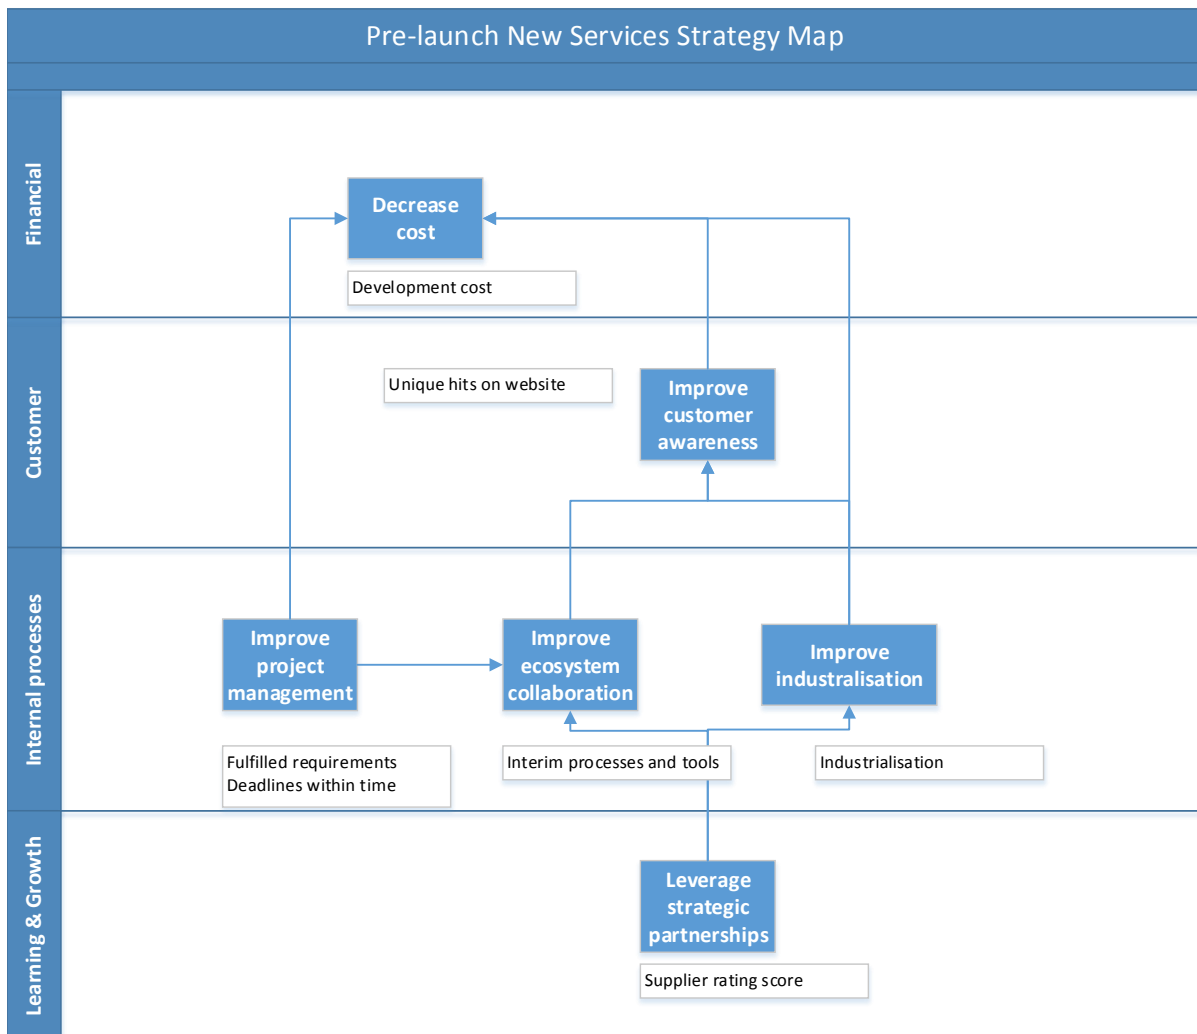 Pre-launch New Services Strategy Map
Financial
Decrease
cost
Development cost
Customer
Unique hits on website
Improve
customer
awareness
Internal processes
Improve
project
management
Improve
ecosystem
collaboration
Improve
industralisation
Fulfilled requirements
Deadlines within time
Interim processes and tools
Industrialisation
Learning & Growth
Leverage
strategic
partnerships
Supplier rating score